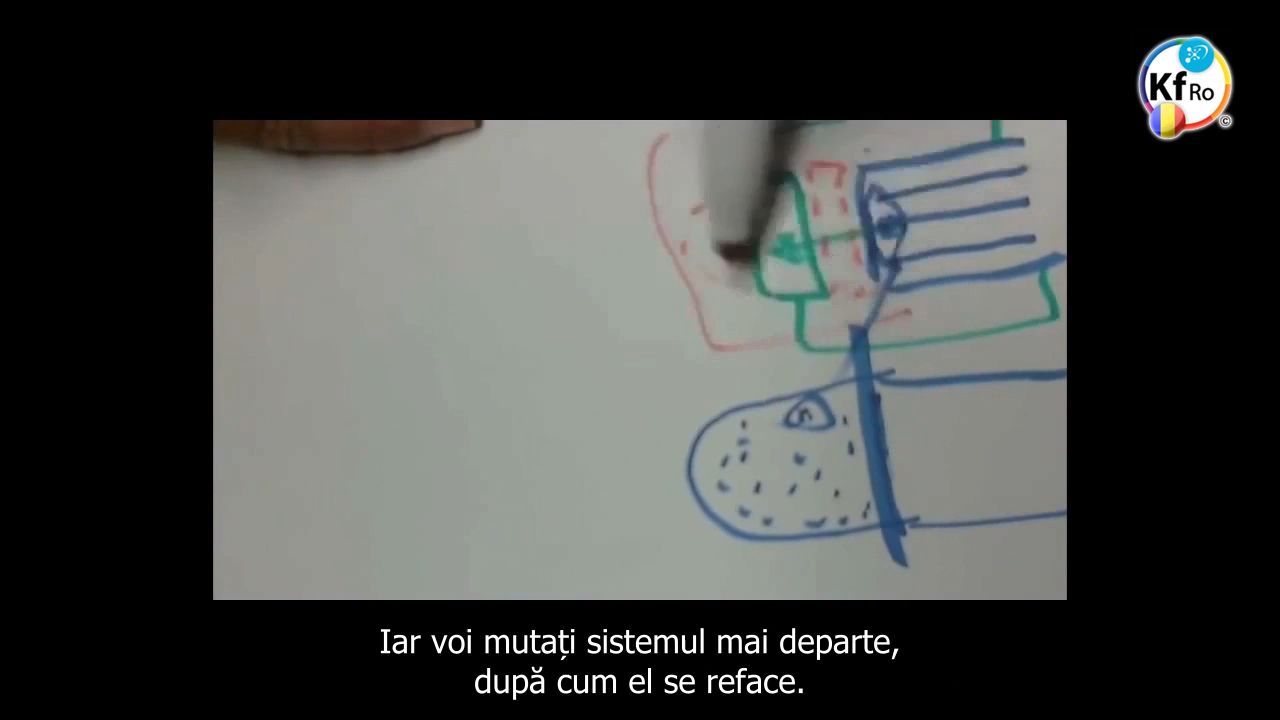 Kf Ro
©
n
Iar voi mutați sistemul mai departe,
după cum el se reface.